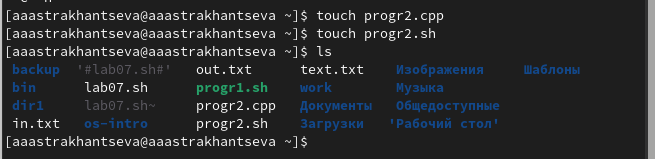 [aaastrakhantseva@aaastrakhantseva ~]$ touch progr2.cpp
[aaastrakhantseva@aaastrakhantseva ~]$ touch progr2.sh
[aaastrakhantseva@aaastrakhantseva ~]$ ls
backup '#lab07.sh#' out.txt text.txt Изображения Шаблоны
bin lab07.sh progr1.sh work Музыка
dir1 lab07.sh~ progr2.cpp Документы Общедоступные
in.txt os-intro progr2.sh Загрузки 'Рабочий стол'
[aaastrakhantseva@aaastrakhantseva ~]$